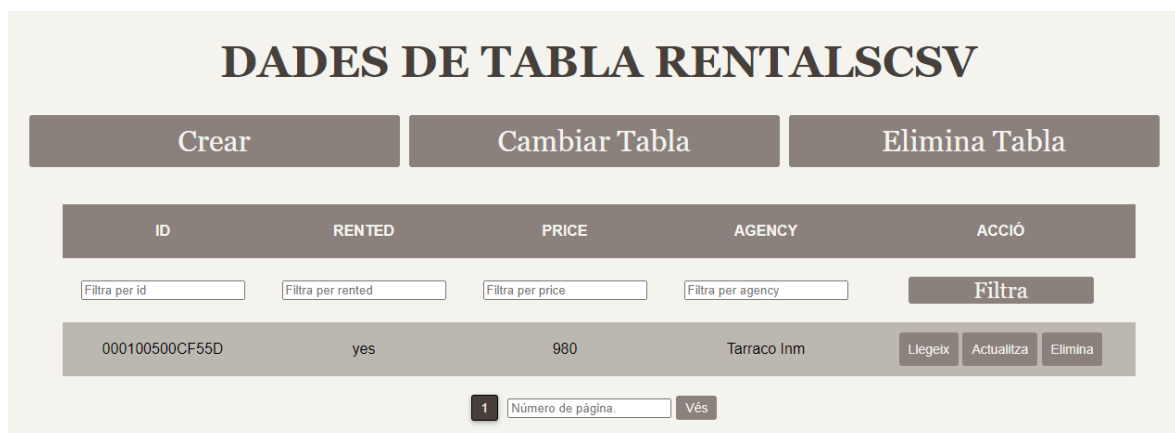 DADES DE TABLA RENTALSCSV
Crear Cambiar Tabla Elimina Tabla
ID RENTED PRICE AGENCY ACCIÓ
Filtra per id Filtra per rented Filtra per price Filtra per agency Filtra
000100500CF55D yes 980 Tarraco Inm Llegeix Actualitza Elimina
1 Número de pàgina. Vés